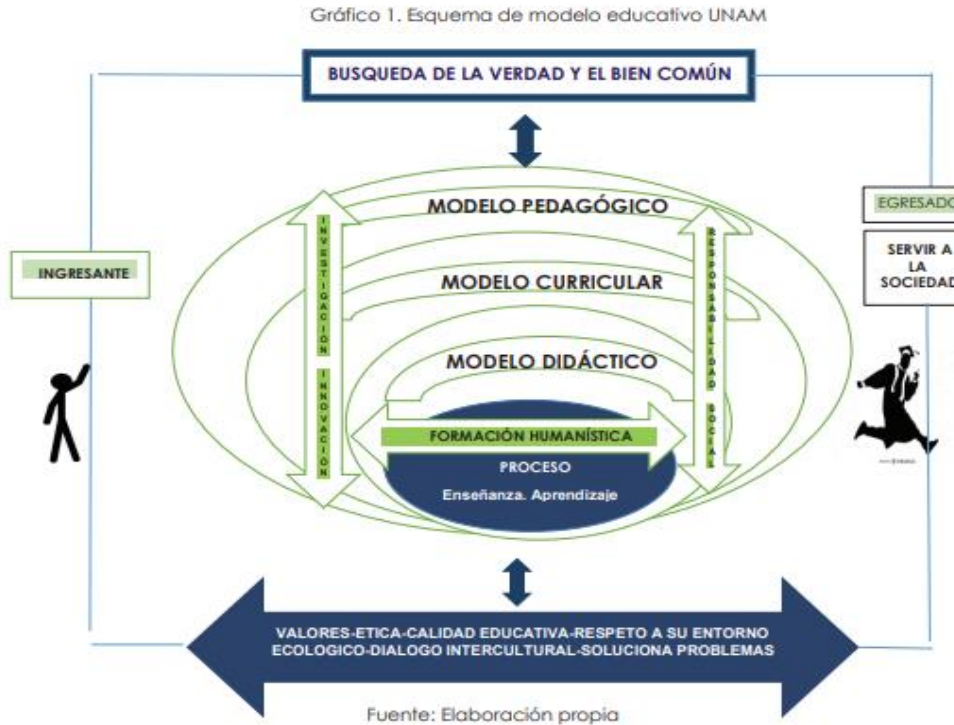 Gráfico 1. Esquema de modelo educativo UNAM
BUSQUEDA DE LA VERDAD Y EL BIEN COMÚN
MODELO PEDAGÓGICO
EGRESADO
SERVIR A
LA
SOCIEDAD
INGRESANTE
INVESTIGACIÓN INNOVACIÓN
RESPONSABILIDAD SOCIAL
MODELO CURRICULAR
MODELO DIDÁCTICO
FORMACIÓN HUMANÍSTICA
PROCESO
Enseñanza. Aprendizaje
VALORES-ETICA-CALIDAD EDUCATIVA-RESPETO A SU ENTORNO
ECOLOGICO-DIALOGO INTERCULTURAL-SOLUCIONA PROBLEMAS
Fuente: Elaboración propia